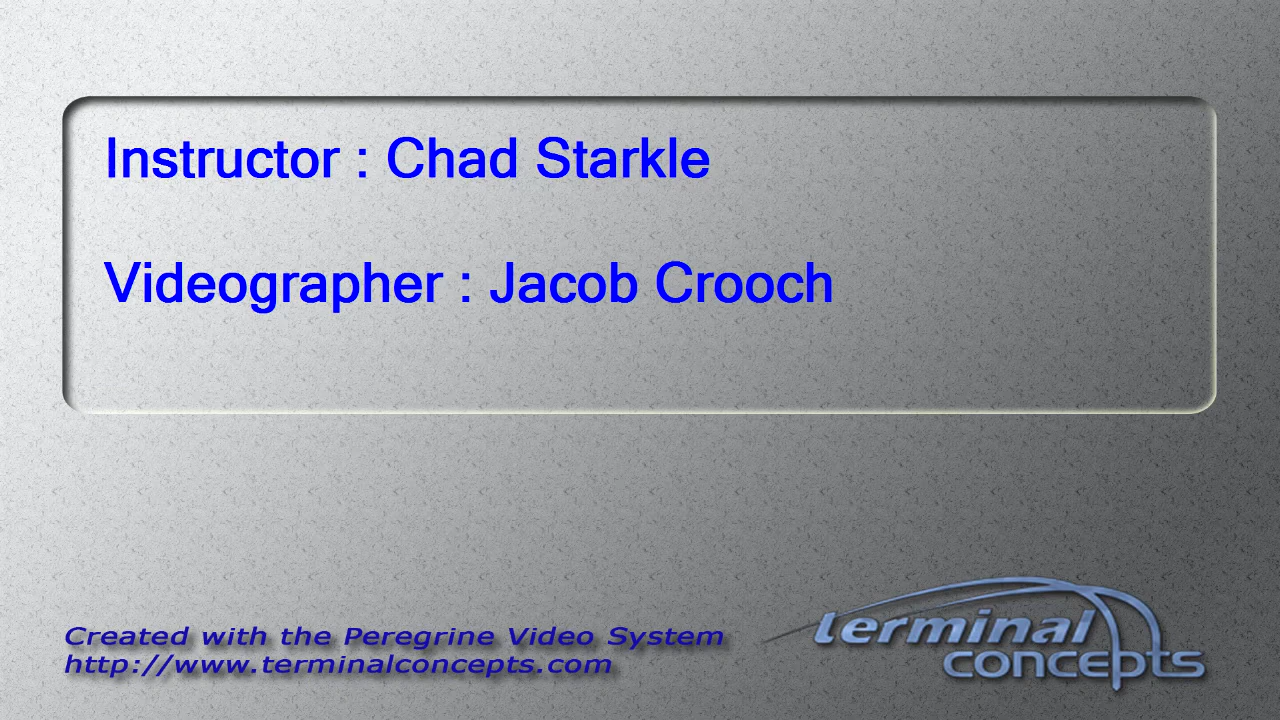 Instructor : Chad Starkle
Videographer : Jacob Crooch
Created with the Peregrine Video System
http://www.terminalconcepts.com
terminal
concepts